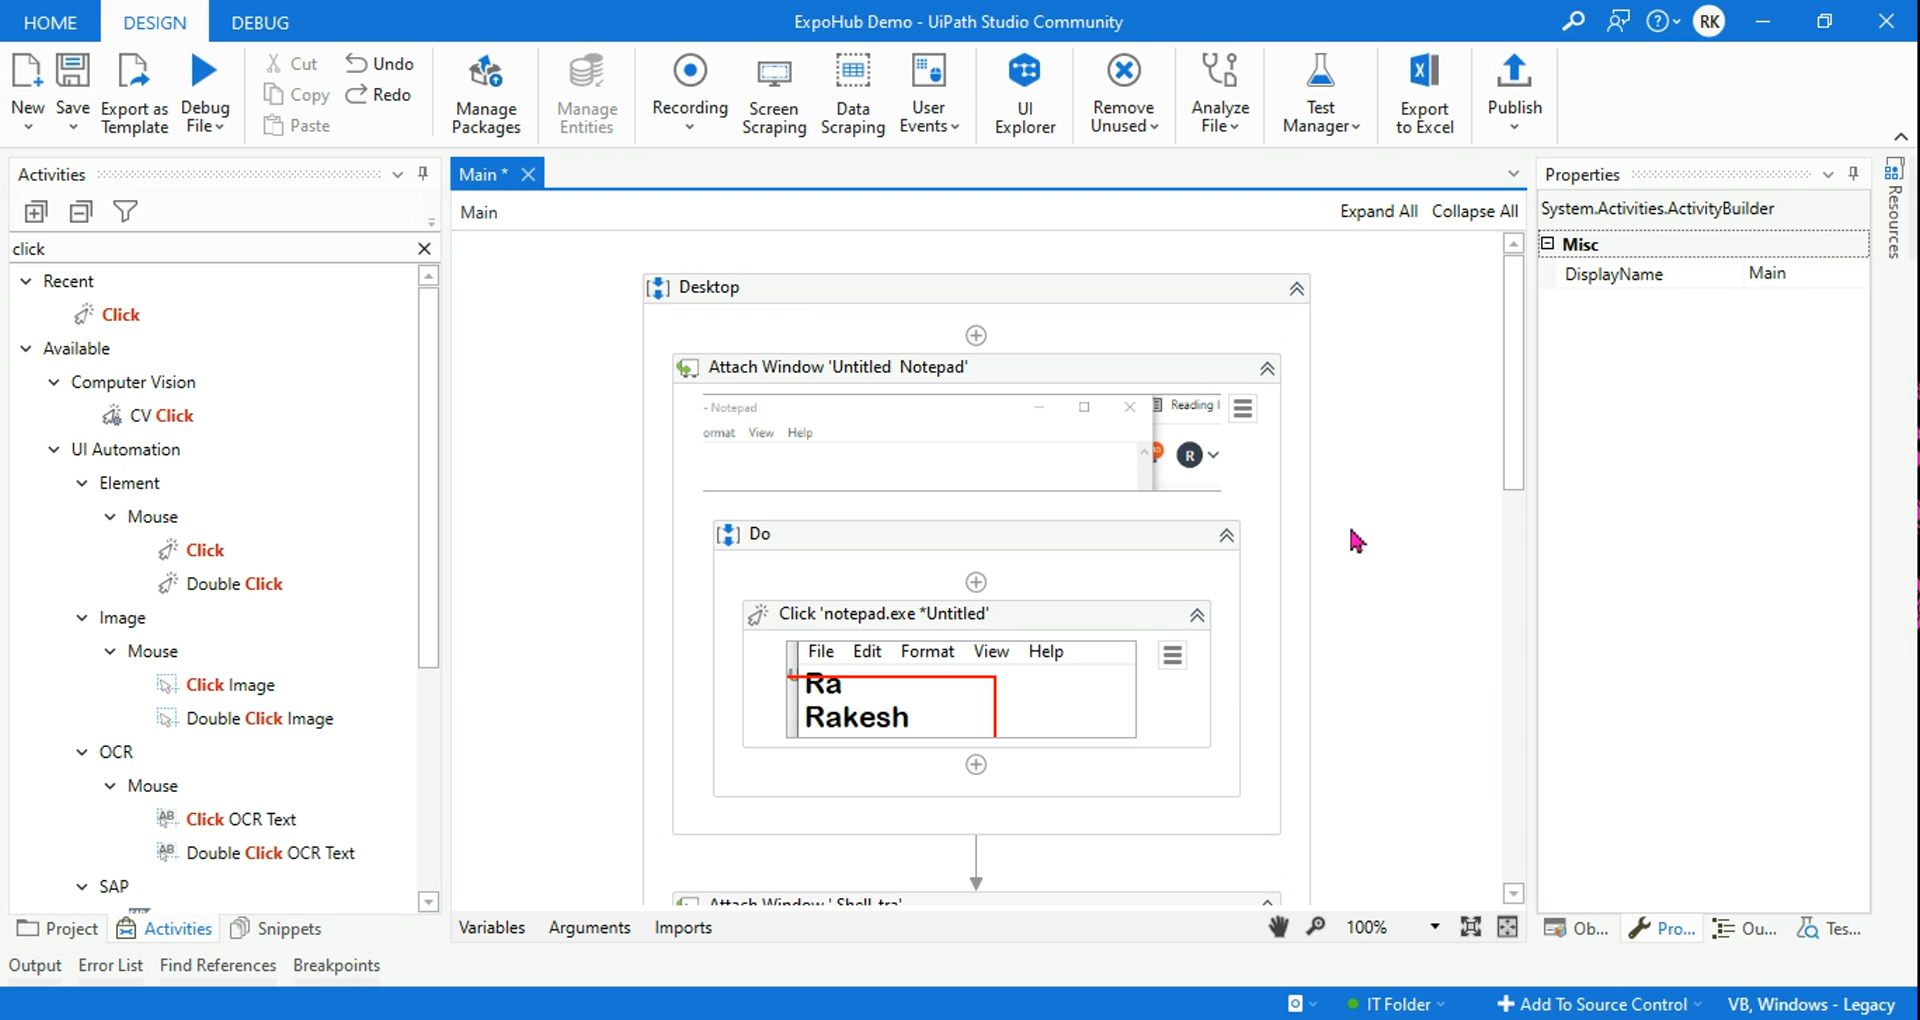 HOME DESIGN DEBUG ExpoHub Demo - UiPath Studio Community RK
New Save Export as Template Debug File Cut Copy Paste Undo Redo Manage Packages Manage Entities Recording Screen Scraping Data Scraping User Events UI Explorer Remove Unused Analyze File Test Manager Export to Excel Publish
Activities
click
Recent
Click
Available
Computer Vision
CV Click
UI Automation
Element
Mouse
Click
Double Click
Image
Mouse
Click Image
Double Click Image
OCR
Mouse
Click OCR Text
Double Click OCR Text
SAP
Project Activities Snippets
Main *
Main Expand All Collapse All
Desktop
Attach Window 'Untitled Notepad'
- Notepad Reading l
ormat View Help
R
Do
Click 'notepad.exe *Untitled'
File Edit Format View Help
Ra
Rakesh
Attach Window ' Shell_tra'
Variables Arguments Imports 100%
Properties
System.Activities.ActivityBuilder
Misc
DisplayName Main
Resources
Ob... Pro... Ou... Tes...
Output Error List Find References Breakpoints
IT Folder Add To Source Control VB, Windows - Legacy